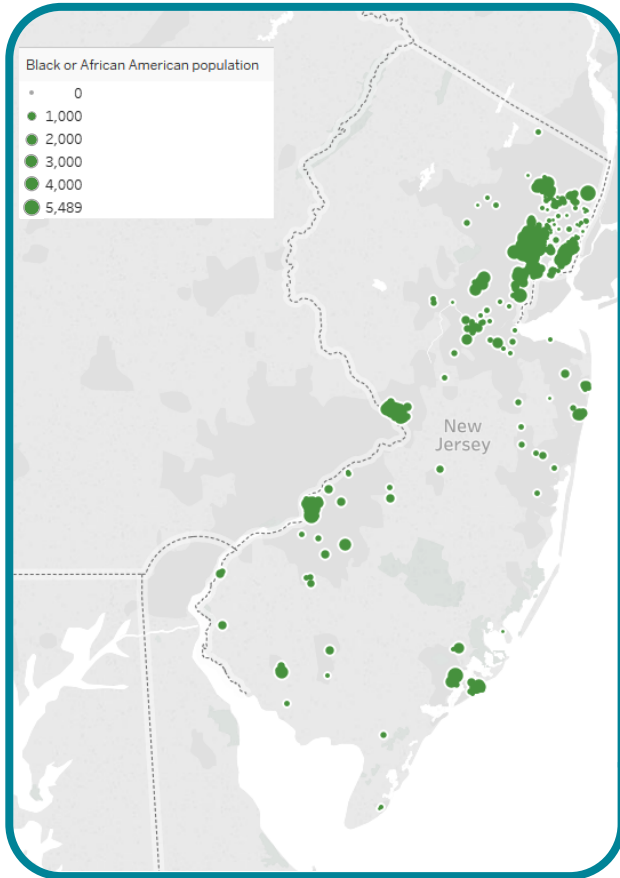 Black or African American population
0
1,000
2,000
3,000
4,000
5,489
New
Jersey